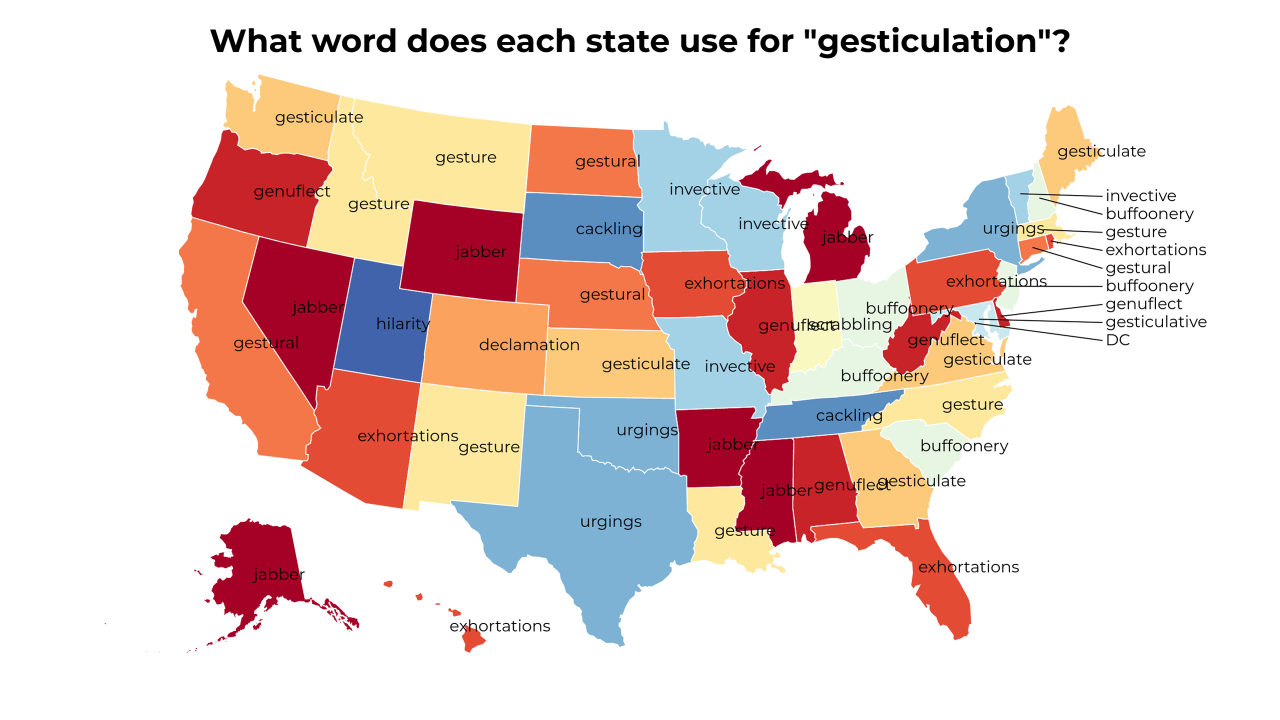 What word does each state use for "gesticulation"?
gesticulate
gesture
gesticulate
gestural
invective
genuflect
invective
gesture
buffoonery
cackling
invective
urgings
gesture
jabber
jabber
exhortations
gestural
exhortations
exhortations
buffoonery
gestural
genuflect
jabber
buffoonery
hilarity
genuflect
scrabbling
gesticulative
genuflect
DC
gestural
declamation
gesticulate
gesticulate
invective
buffoonery
gesture
cackling
urgings
exhortations
gesture
jabber
buffoonery
jabber
genuflect
gesticulate
urgings
gesture
exhortations
jabber
exhortations